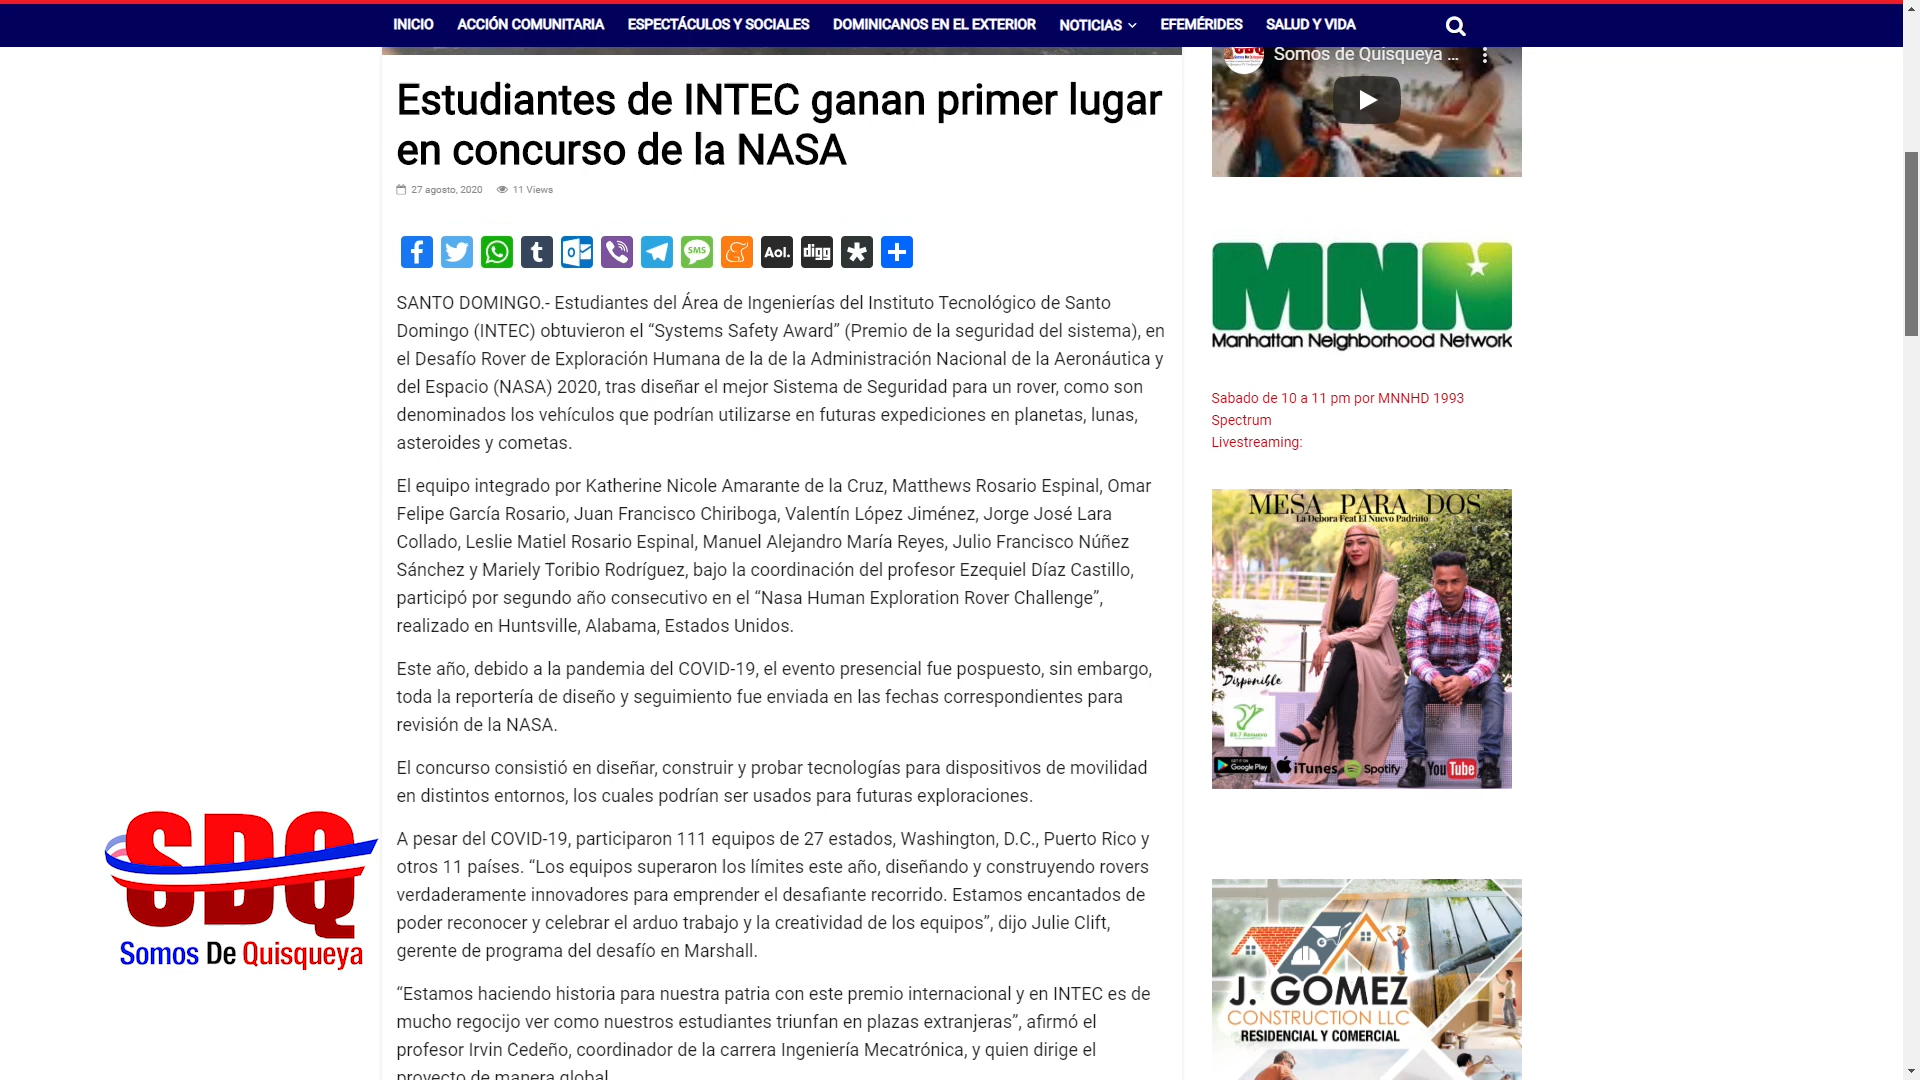 INICIO ACCIÓN COMUNITARIA ESPECTÁCULOS Y SOCIALES DOMINICANOS EN EL EXTERIOR NOTICIAS EFEMÉRIDES SALUD Y VIDA
Estudiantes de INTEC ganan primer lugar
en concurso de la NASA
27 agosto, 2020 11 Views
SMS Aol. digg
SANTO DOMINGO.- Estudiantes del Área de Ingenierías del Instituto Tecnológico de Santo
Domingo (INTEC) obtuvieron el “Systems Safety Award” (Premio de la seguridad del sistema), en
el Desafío Rover de Exploración Humana de la de la Administración Nacional de la Aeronáutica y
del Espacio (NASA) 2020, tras diseñar el mejor Sistema de Seguridad para un rover, como son
denominados los vehículos que podrían utilizarse en futuras expediciones en planetas, lunas,
asteroides y cometas.
El equipo integrado por Katherine Nicole Amarante de la Cruz, Matthews Rosario Espinal, Omar
Felipe García Rosario, Juan Francisco Chiriboga, Valentín López Jiménez, Jorge José Lara
Collado, Leslie Matiel Rosario Espinal, Manuel Alejandro María Reyes, Julio Francisco Núñez
Sánchez y Mariely Toribio Rodríguez, bajo la coordinación del profesor Ezequiel Díaz Castillo,
participó por segundo año consecutivo en el “Nasa Human Exploration Rover Challenge”,
realizado en Huntsville, Alabama, Estados Unidos.
Este año, debido a la pandemia del COVID-19, el evento presencial fue pospuesto, sin embargo,
toda la reportería de diseño y seguimiento fue enviada en las fechas correspondientes para
revisión de la NASA.
El concurso consistió en diseñar, construir y probar tecnologías para dispositivos de movilidad
en distintos entornos, los cuales podrían ser usados para futuras exploraciones.
A pesar del COVID-19, participaron 111 equipos de 27 estados, Washington, D.C., Puerto Rico y
otros 11 países. “Los equipos superaron los límites este año, diseñando y construyendo rovers
verdaderamente innovadores para emprender el desafiante recorrido. Estamos encantados de
poder reconocer y celebrar el arduo trabajo y la creatividad de los equipos”, dijo Julie Clift,
gerente de programa del desafío en Marshall.
“Estamos haciendo historia para nuestra patria con este premio internacional y en INTEC es de
mucho regocijo ver como nuestros estudiantes triunfan en plazas extranjeras”, afirmó el
profesor Irvin Cedeño, coordinador de la carrera Ingeniería Mecatrónica, y quien dirige el
proyecto de manera global.
SDQ
Somos De Quisqueya
Somos de Quisqueya ...
MNN
Manhattan Neighborhood Network
Sabado de 10 a 11 pm por MNNHD 1993
Spectrum
Livestreaming:
MESA PARA DOS
La Debora Feat El Nuevo Padrino
Disponible
Renuevo
GET IT ON
Google Play iTunes Spotify YouTube
J. GOMEZ
CONSTRUCTION LLC
RESIDENCIAL Y COMERCIAL